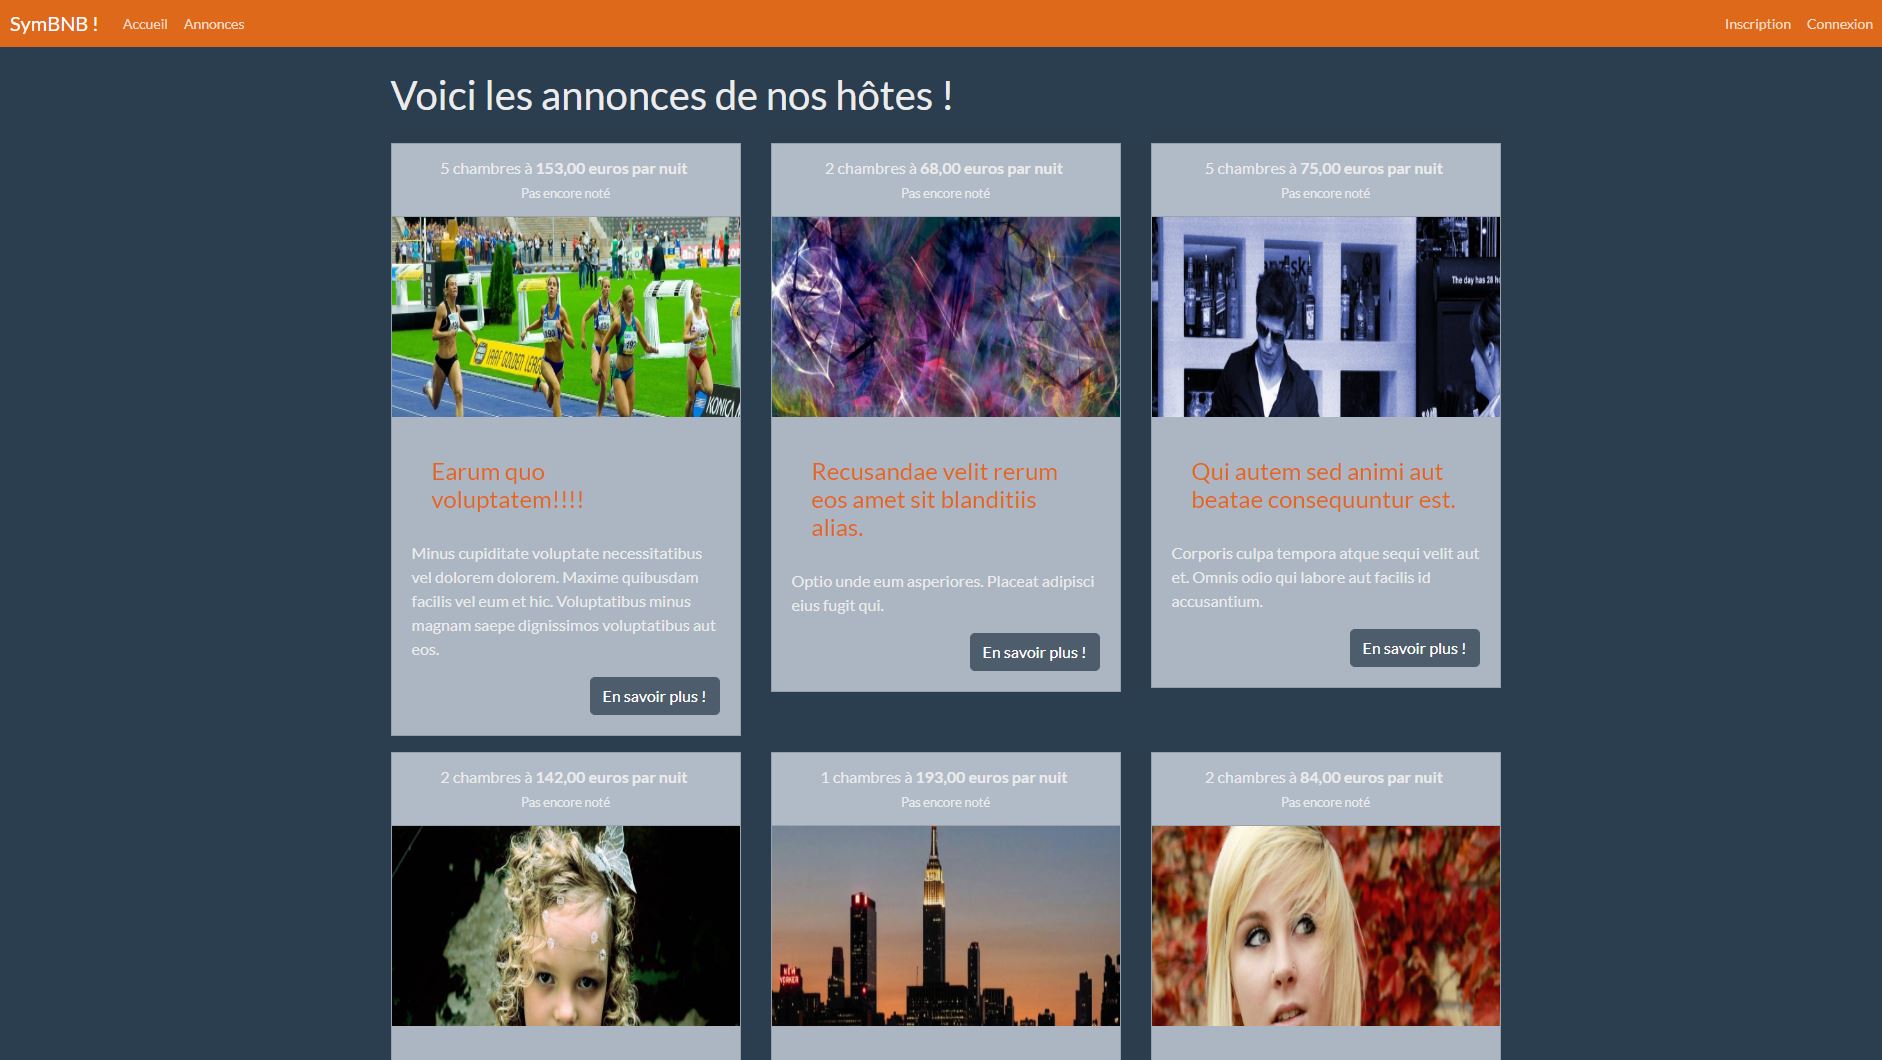 SymBNB ! Accueil Annonces Inscription Connexion
Voici les annonces de nos hôtes !
5 chambres à 153,00 euros par nuit
Pas encore noté
193
191
192
IAAF GOLDEN LEAG
KONICA M
Earum quo
voluptatem!!!!
Minus cupiditate voluptate necessitatibus
vel dolorem dolorem. Maxime quibusdam
facilis vel eum et hic. Voluptatibus minus
magnam saepe dignissimos voluptatibus aut
eos.
En savoir plus !
2 chambres à 68,00 euros par nuit
Pas encore noté
Recusandae velit rerum
eos amet sit blanditiis
alias.
Optio unde eum asperiores. Placeat adipisci
eius fugit qui.
En savoir plus !
5 chambres à 75,00 euros par nuit
Pas encore noté
The day has 28 ho
Qui autem sed animi aut
beatae consequuntur est.
Corporis culpa tempora atque sequi velit aut
et. Omnis odio qui labore aut facilis id
accusantium.
En savoir plus !
2 chambres à 142,00 euros par nuit
Pas encore noté
1 chambres à 193,00 euros par nuit
Pas encore noté
NEW
YORKER
2 chambres à 84,00 euros par nuit
Pas encore noté